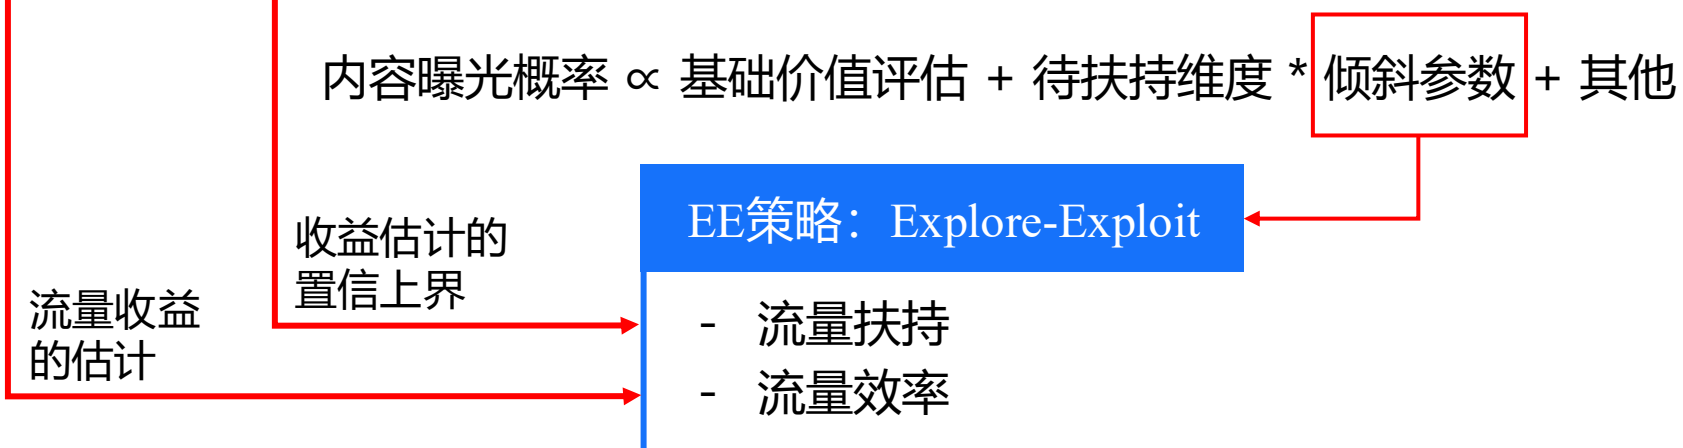 内容曝光概率 ∝ 基础价值评估 + 待扶持维度 * 倾斜参数 + 其他
EE策略：Explore-Exploit
收益估计的
置信上界
流量收益
的估计
- 流量扶持
- 流量效率